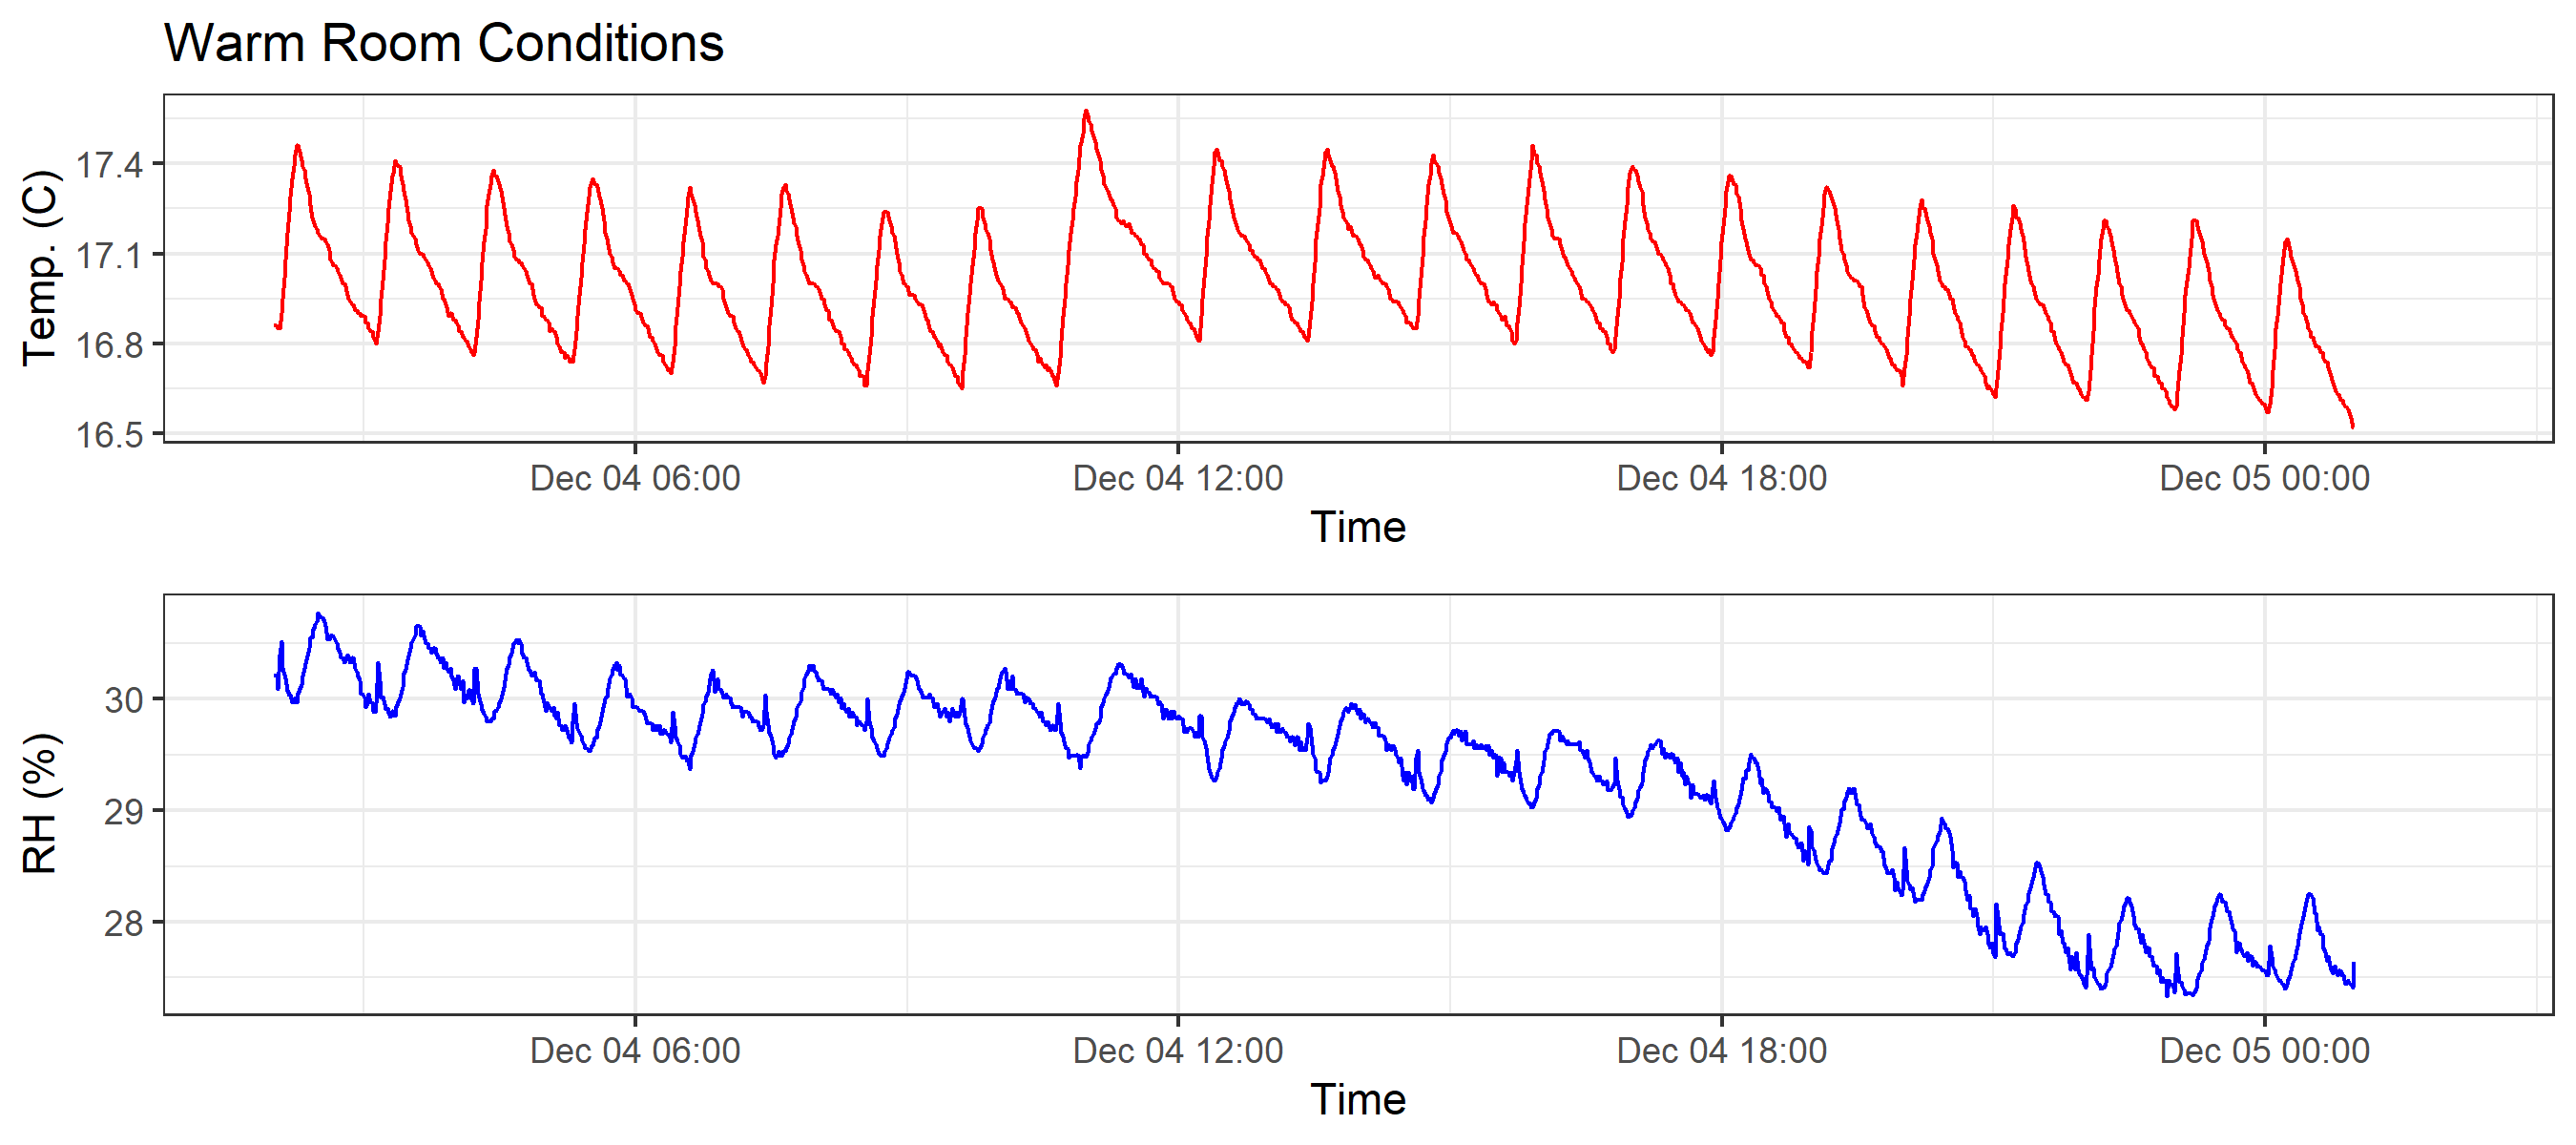 Warm Room Conditions
Temp. (C)
17.4
17.1
16.8
16.5
Dec 04 06:00 Dec 04 12:00 Dec 04 18:00 Dec 05 00:00
Time
RH (%)
30
29
28
Dec 04 06:00 Dec 04 12:00 Dec 04 18:00 Dec 05 00:00
Time